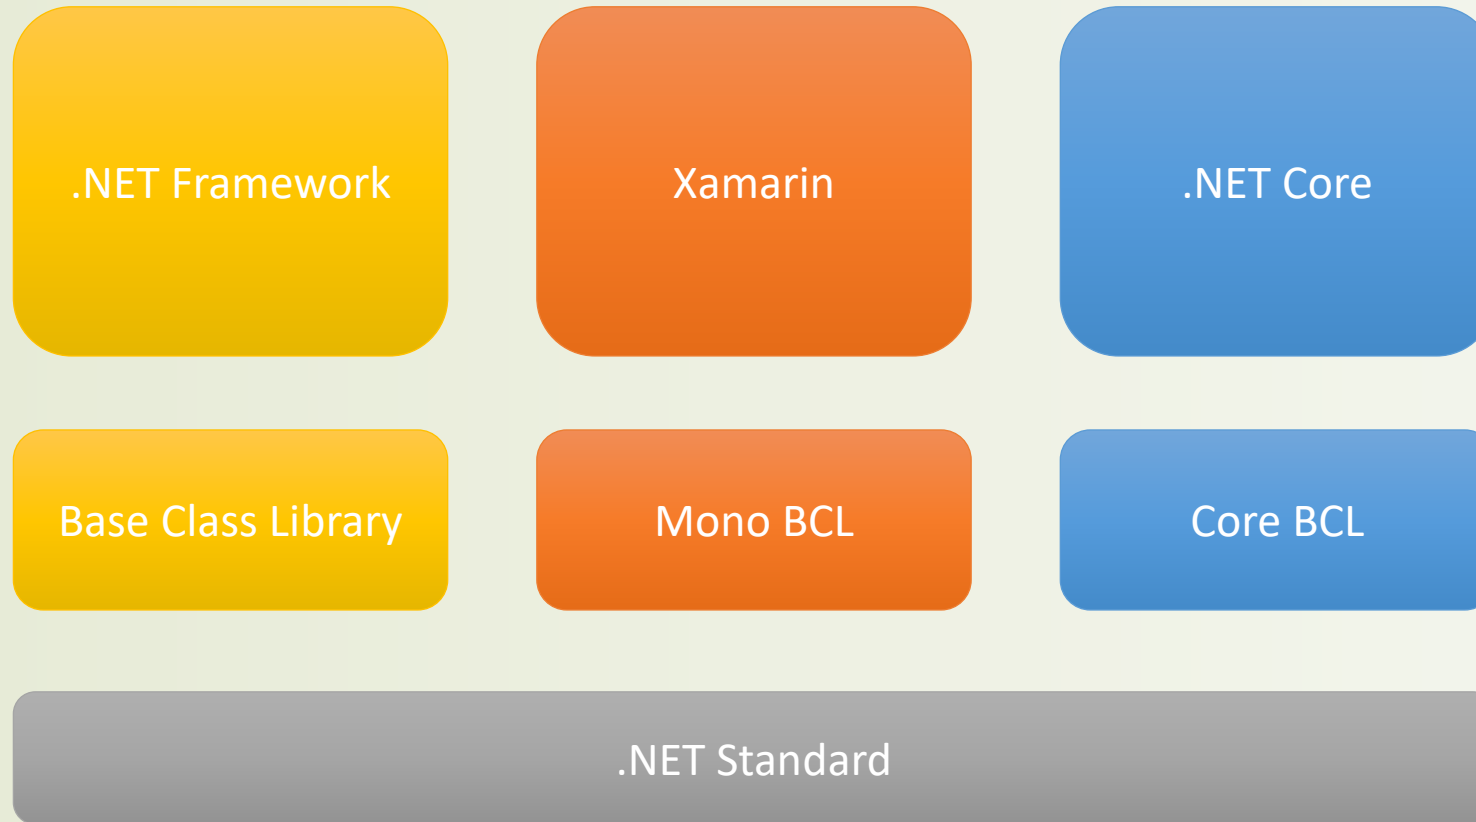 .NET Framework
Xamarin
.NET Core
Base Class Library
Mono BCL
Core BCL
.NET Standard